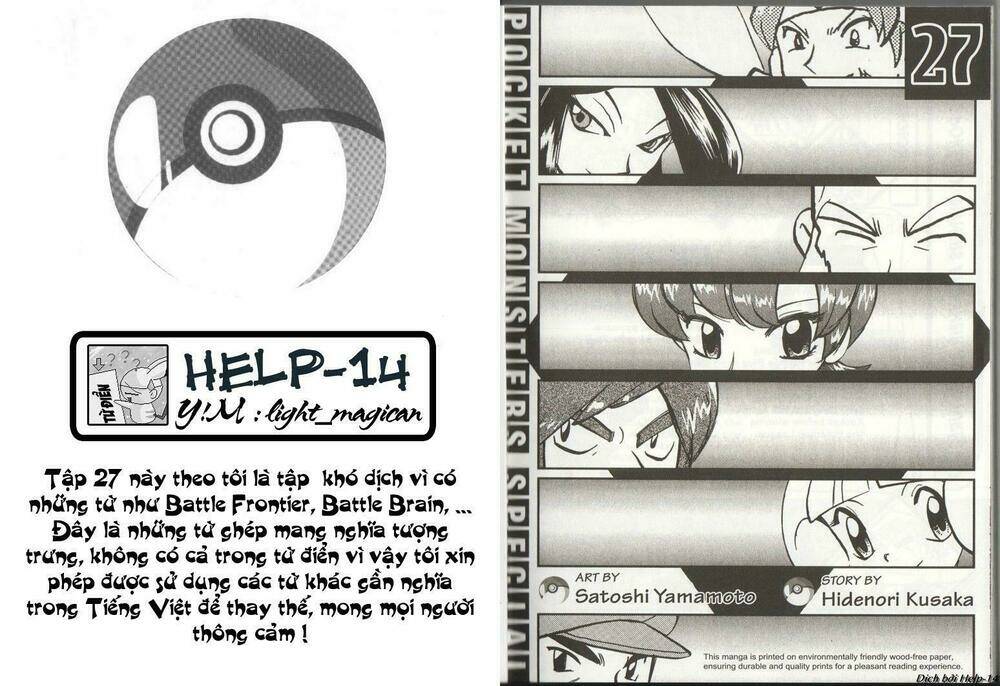 TỪ ĐIỂN
HELP-14
Y!M : light_magican
Tập 27 này theo tôi là tập khó dịch vì có
những từ như Battle Frontier, Battle Brain, ...
Đây là những từ ghép mang nghĩa tượng
trưng, không có cả trong từ điển vì vậy tôi xin
phép được sử dụng các từ khác gần nghĩa
trong Tiếng Việt để thay thế, mong mọi người
thông cảm !
POCKET MONSTERS SPECIAL
27
ART BY
Satoshi Yamamoto
STORY BY
Hidenori Kusaka
This manga is printed on environmentally friendly wood-free paper,
ensuring durable and quality prints for a pleasant reading experience.
Dịch bởi Help-14